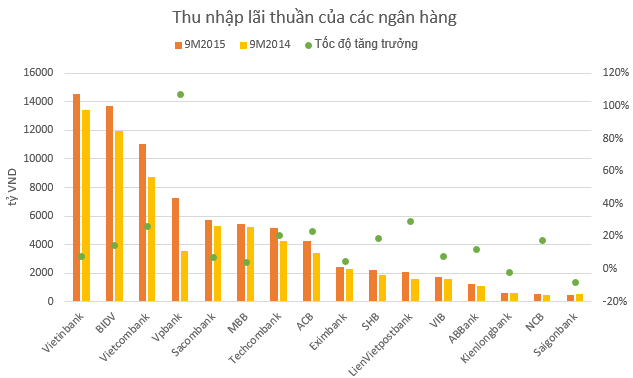 Thu nhập lãi thuần của các ngân hàng
9M2015 9M2014 Tốc độ tăng trưởng
16000
14000
12000
10000
8000
6000
4000
2000
0
tỷ VND
120%
100%
80%
60%
40%
20%
0%
-20%
Vietinbank
BIDV
Vietcombank
Vpbank
Sacombank
MBB
Techcombank
ACB
Eximbank
SHB
LienVietpostbank
VIB
ABBank
Kienlongbank
NCB
Saigonbank